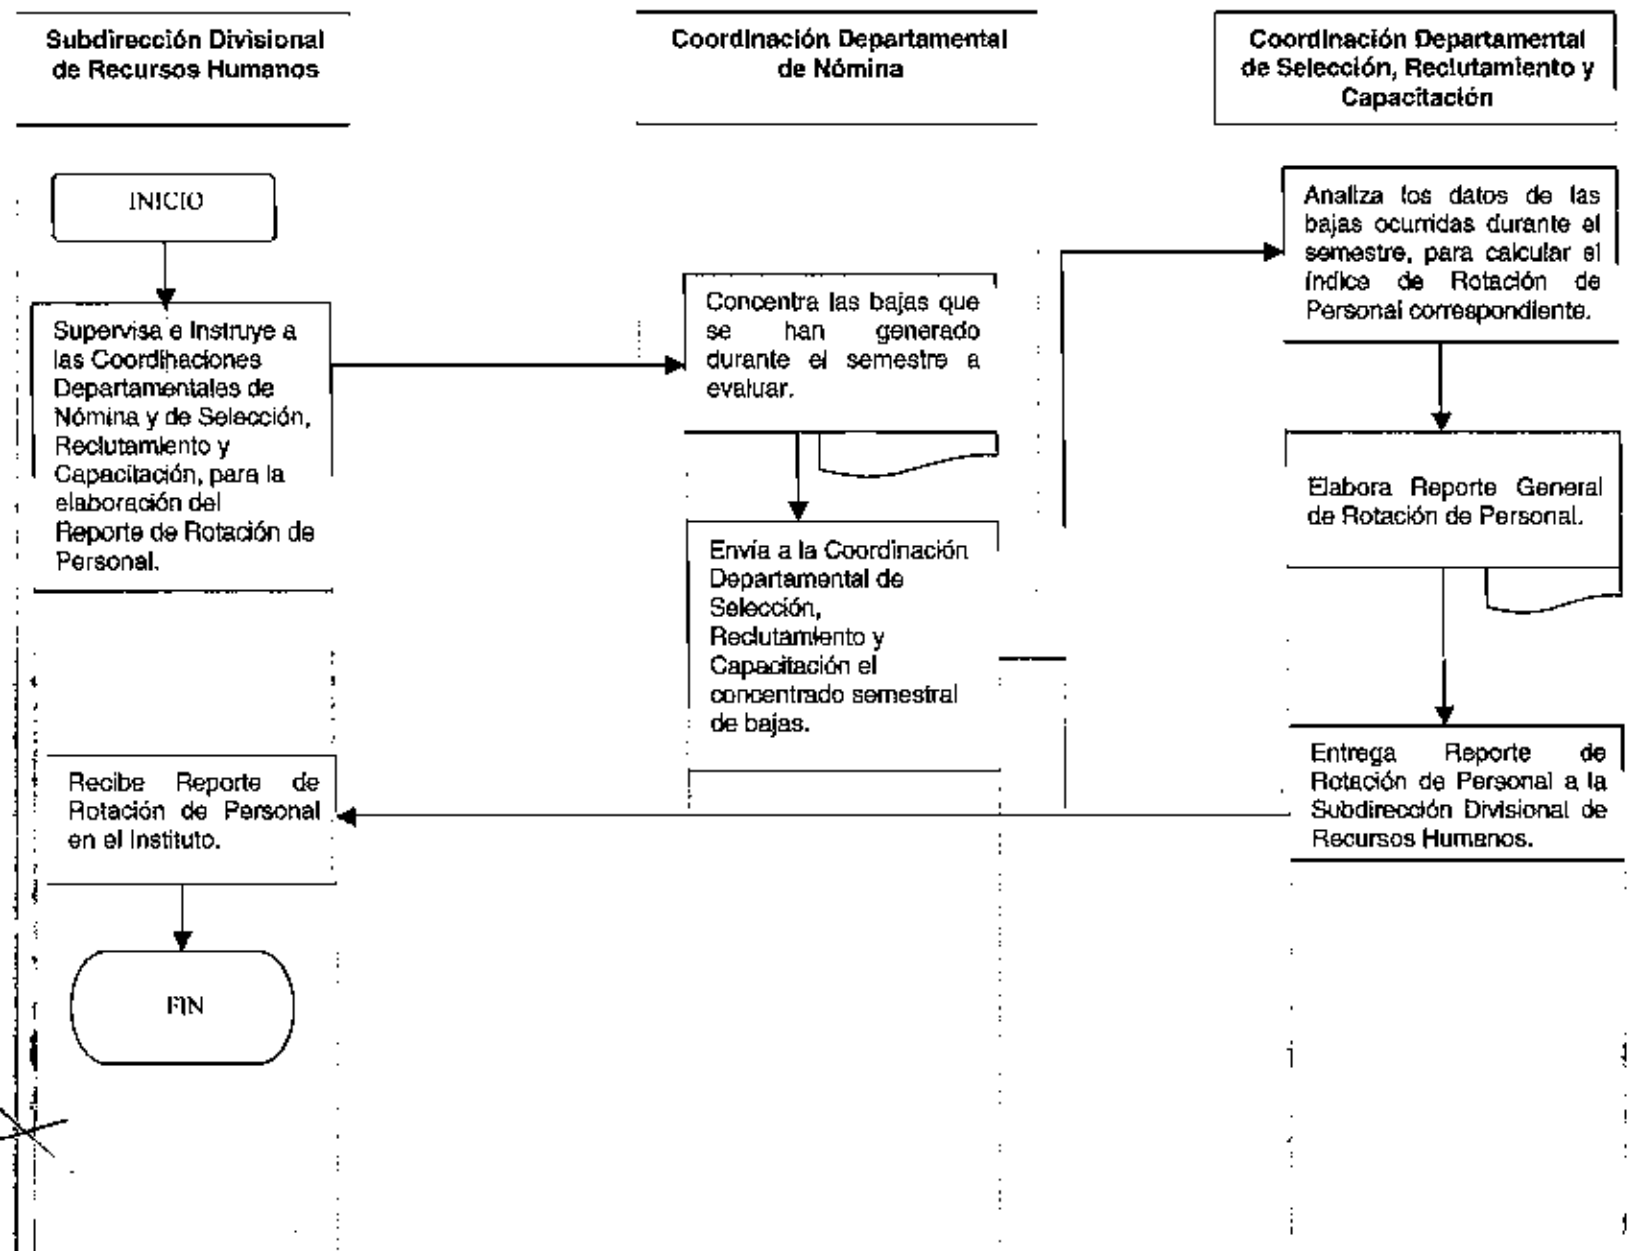 Subdirección Divisional
de Recursos Humanos
Coordinación Departamental
de Nómina
Coordinación Departamental
de Selección, Reclutamiento y
Capacitación
INICIO
Supervisa e Instruye a
las Coordinaciones
Departamentales de
Nómina y de Selección,
Reclutamiento y
Capacitación, para la
elaboración del
Reporte de Rotación de
Personal.
Concentra las bajas que
se han generado
durante el semestre a
evaluar.
Envía a la Coordinación
Departamental de
Selección,
Reclutamiento y
Capacitación el
concentrado semestral
de bajas.
Analiza los datos de las
bajas ocurridas durante el
semestre, para calcular el
índice de Rotación de
Personal correspondiente.
Elabora Reporte General
de Rotación de Personal.
Entrega Reporte de
Rotación de Personal a la
Subdirección Divisional de
Recursos Humanos.
Recibe Reporte de
Rotación de Personal
en el Instituto.
FIN